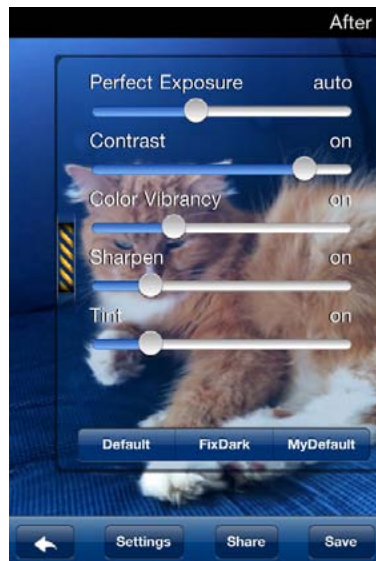 After
Perfect Exposure auto
Contrast on
Color Vibrancy on
Sharpen on
Tint on
Default FixDark MyDefault
Settings Share Save